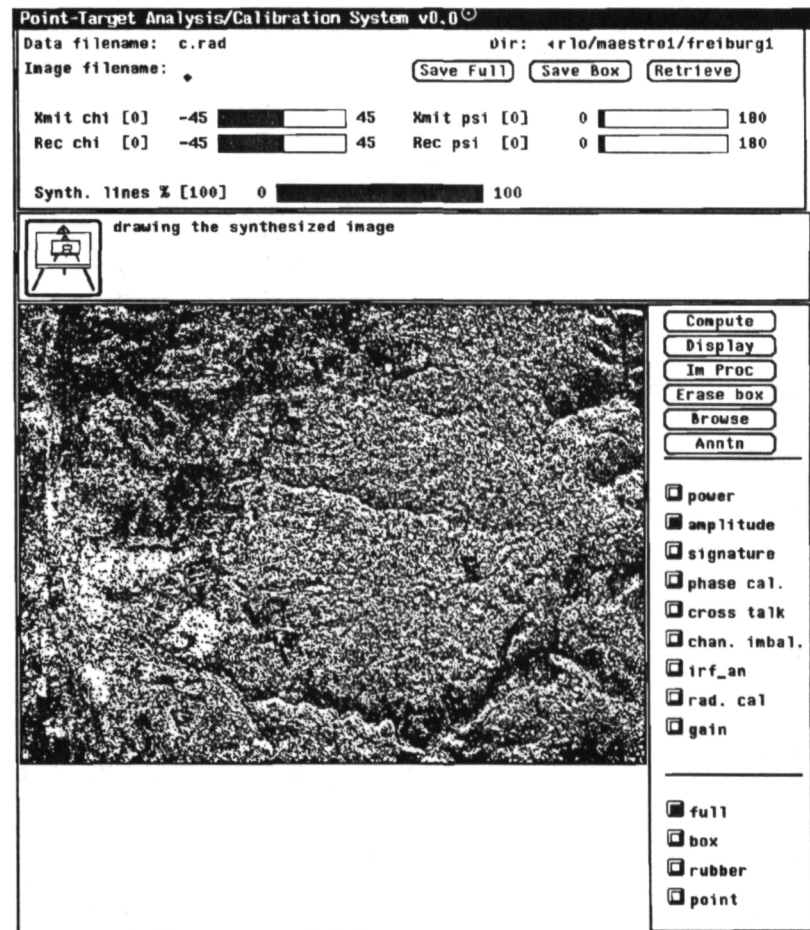 Point-Target Analysis/Calibration System v0.0
Data filename: c.rad Dir: ◂rlo/maestro1/freiburg1
Image filename:
Save Full Save Box Retrieve
Xmit chi [0] -45 45 Xmit psi [0] 0 180
Rec chi [0] -45 45 Rec psi [0] 0 180
Synth. lines % [100] 0 100
drawing the synthesized image
Compute
Display
Im Proc
Erase box
Browse
Anntn
power
amplitude
signature
phase cal.
cross talk
chan. imbal.
irf_an
rad. cal
gain
full
box
rubber
point